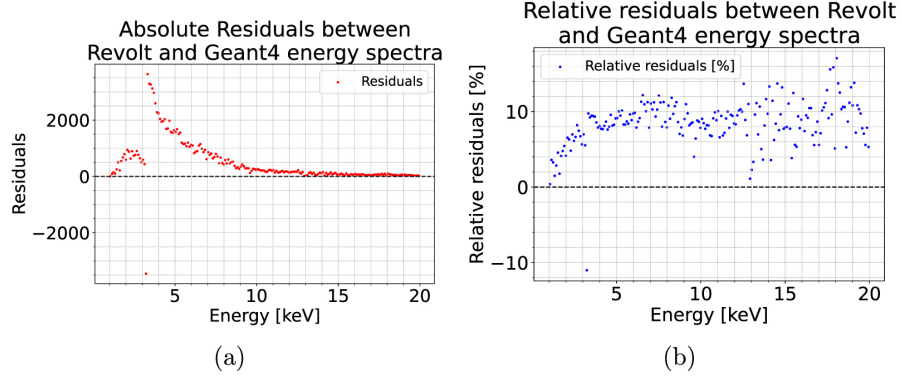 Absolute Residuals between
Revolt and Geant4 energy spectra
Residuals
Residuals
2000
0
−2000
5
10
15
20
Energy [keV]
(a)
Relative residuals between Revolt
and Geant4 energy spectra
Relative residuals [%]
Relative residuals [%]
10
0
−10
5
10
15
20
Energy [keV]
(b)